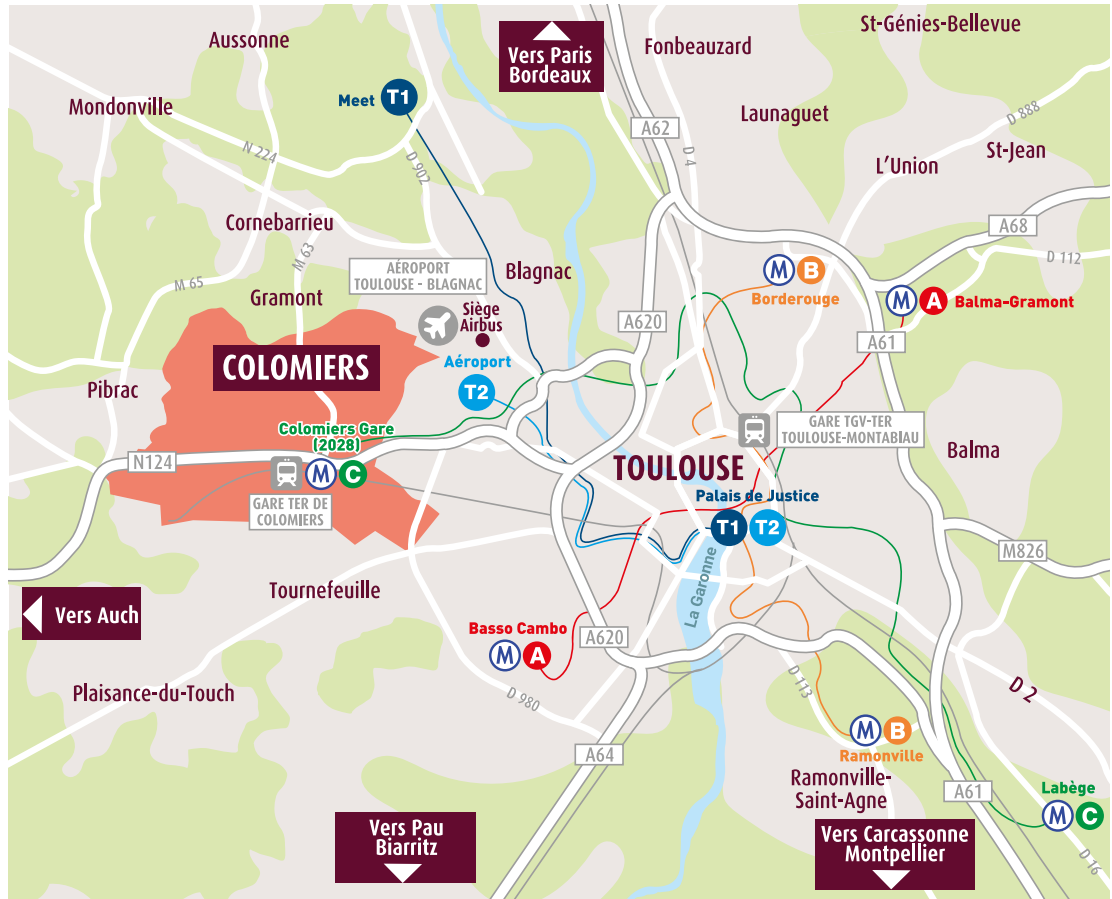 Aussonne
Vers Paris
Bordeaux
Fonbeauzard
St-Génies-Bellevue
Mondonville
Meet T1
A62
Launaguet
D 888
N 224
D 902
D 4
L'Union
St-Jean
Cornebarrieu
M 63
A68
D 112
M 65
Gramont
AÉROPORT
TOULOUSE - BLAGNAC
Blagnac
M B
Borderouge
M A Balma-Gramont
Siège
Airbus
A620
A61
COLOMIERS
Aéroport
T2
Pibrac
Colomiers Gare
(2028)
GARE TGV-TER
TOULOUSE-MONTABIAU
Balma
N124
M C
TOULOUSE
GARE TER DE
COLOMIERS
Palais de Justice
T1 T2
M826
Vers Auch
Tournefeuille
La Garonne
Basso Cambo
M A
A620
Plaisance-du-Touch
D 980
D 113
D 2
M B
Ramonville
A64
Ramonville-
Saint-Agne
A61
Labège
M C
Vers Pau
Biarritz
Vers Carcassonne
Montpellier
D 16